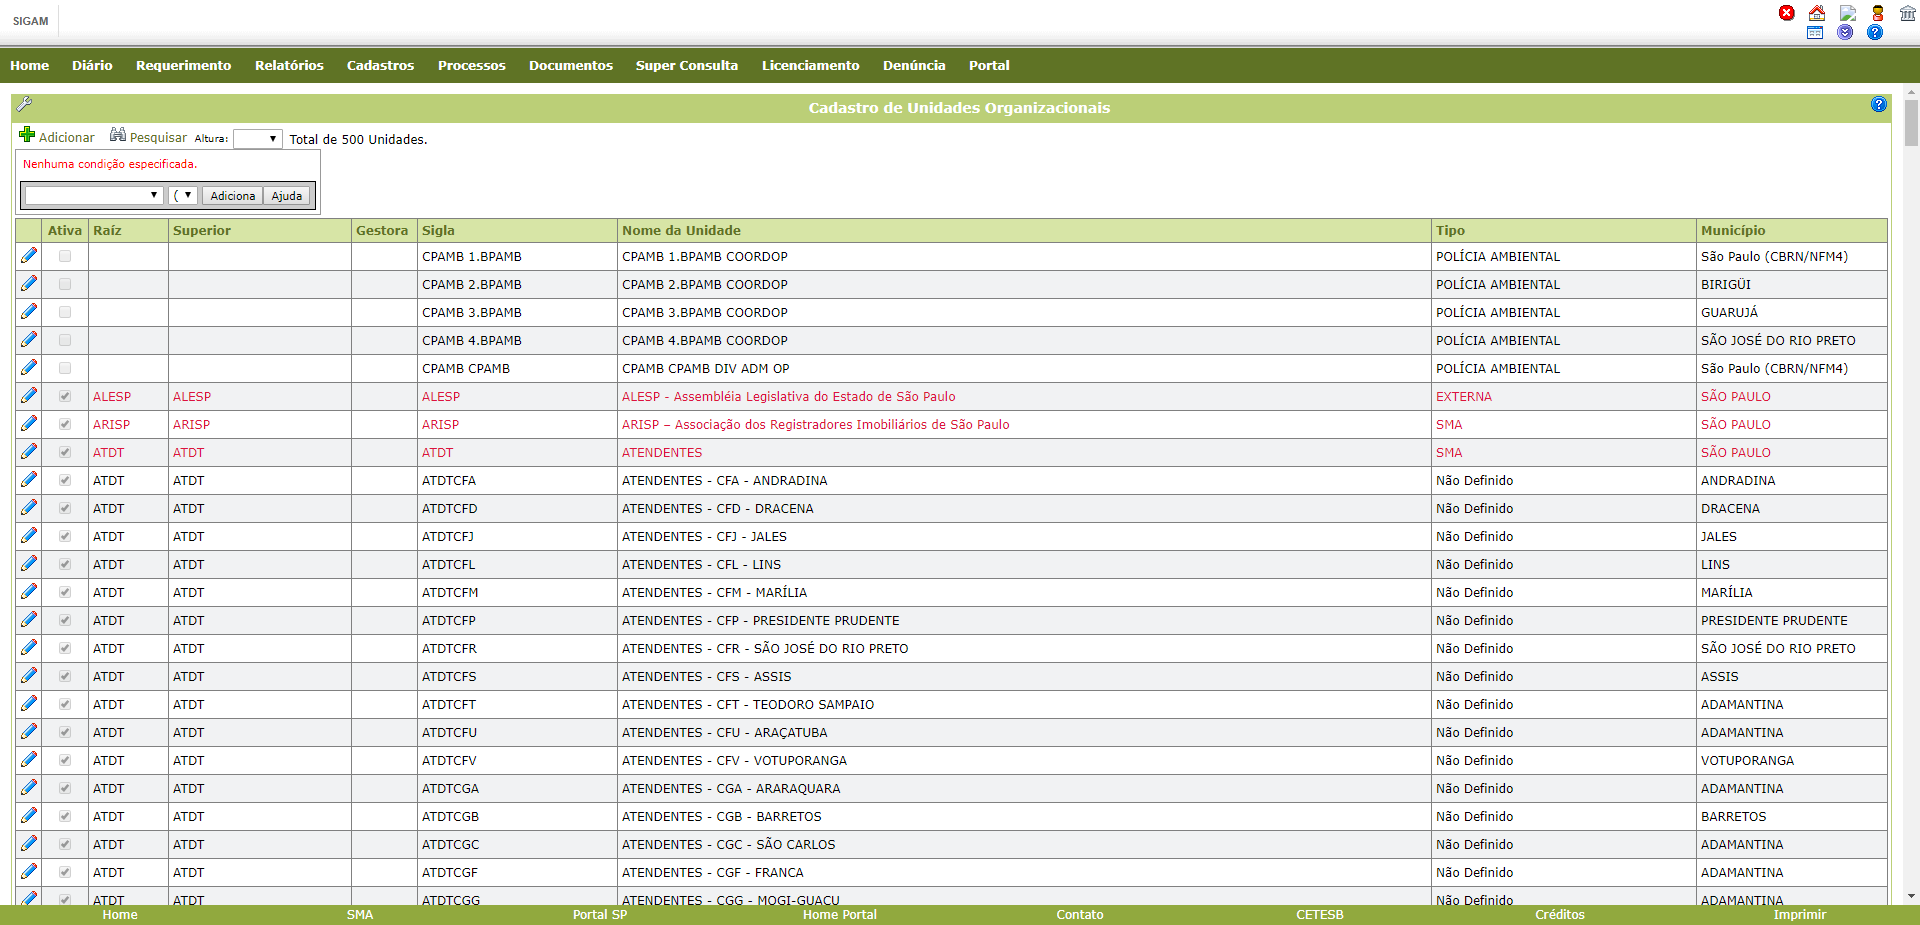 SIGAM
Home Diário Requerimento Relatórios Cadastros Processos Documentos Super Consulta Licenciamento Denúncia Portal
Cadastro de Unidades Organizacionais
Adicionar Pesquisar Altura: Total de 500 Unidades.
Nenhuma condição especificada.
( Adiciona Ajuda
Ativa Raíz Superior Gestora Sigla Nome da Unidade Tipo Município
CPAMB 1.BPAMB CPAMB 1.BPAMB COORDOP POLÍCIA AMBIENTAL São Paulo (CBRN/NFM4)
CPAMB 2.BPAMB CPAMB 2.BPAMB COORDOP POLÍCIA AMBIENTAL BIRIGÜI
CPAMB 3.BPAMB CPAMB 3.BPAMB COORDOP POLÍCIA AMBIENTAL GUARUJÁ
CPAMB 4.BPAMB CPAMB 4.BPAMB COORDOP POLÍCIA AMBIENTAL SÃO JOSÉ DO RIO PRETO
CPAMB CPAMB CPAMB CPAMB DIV ADM OP POLÍCIA AMBIENTAL São Paulo (CBRN/NFM4)
ALESP ALESP ALESP ALESP - Assembléia Legislativa do Estado de São Paulo EXTERNA SÃO PAULO
ARISP ARISP ARISP ARISP – Associação dos Registradores Imobiliários de São Paulo SMA SÃO PAULO
ATDT ATDT ATDT ATENDENTES SMA SÃO PAULO
ATDT ATDT ATDTCFA ATENDENTES - CFA - ANDRADINA Não Definido ANDRADINA
ATDT ATDT ATDTCFD ATENDENTES - CFD - DRACENA Não Definido DRACENA
ATDT ATDT ATDTCFJ ATENDENTES - CFJ - JALES Não Definido JALES
ATDT ATDT ATDTCFL ATENDENTES - CFL - LINS Não Definido LINS
ATDT ATDT ATDTCFM ATENDENTES - CFM - MARÍLIA Não Definido MARÍLIA
ATDT ATDT ATDTCFP ATENDENTES - CFP - PRESIDENTE PRUDENTE Não Definido PRESIDENTE PRUDENTE
ATDT ATDT ATDTCFR ATENDENTES - CFR - SÃO JOSÉ DO RIO PRETO Não Definido SÃO JOSÉ DO RIO PRETO
ATDT ATDT ATDTCFS ATENDENTES - CFS - ASSIS Não Definido ASSIS
ATDT ATDT ATDTCFT ATENDENTES - CFT - TEODORO SAMPAIO Não Definido ADAMANTINA
ATDT ATDT ATDTCFU ATENDENTES - CFU - ARAÇATUBA Não Definido ADAMANTINA
ATDT ATDT ATDTCFV ATENDENTES - CFV - VOTUPORANGA Não Definido VOTUPORANGA
ATDT ATDT ATDTCGA ATENDENTES - CGA - ARARAQUARA Não Definido ADAMANTINA
ATDT ATDT ATDTCGB ATENDENTES - CGB - BARRETOS Não Definido BARRETOS
ATDT ATDT ATDTCGC ATENDENTES - CGC - SÃO CARLOS Não Definido ADAMANTINA
ATDT ATDT ATDTCGF ATENDENTES - CGF - FRANCA Não Definido ADAMANTINA
ATDT ATDT ATDTCGG ATENDENTES - CGG - MOGI-GUACU Não Definido ADAMANTINA
Home SMA Portal SP Home Portal Contato CETESB Créditos Imprimir